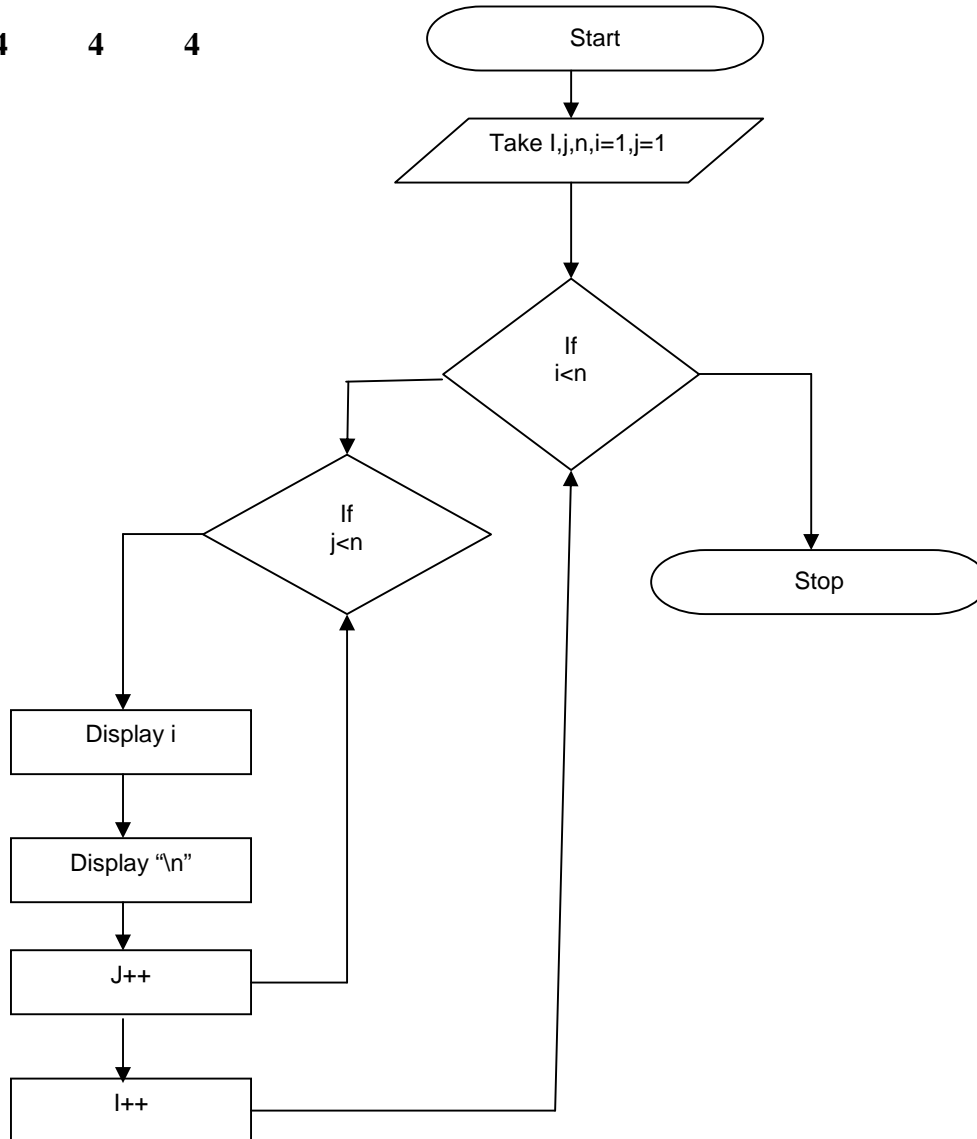 4 4 4
Start
Take I,j,n,i=1,j=1
If
i<n
If
j<n
Stop
Display i
Display “\n”
J++
I++